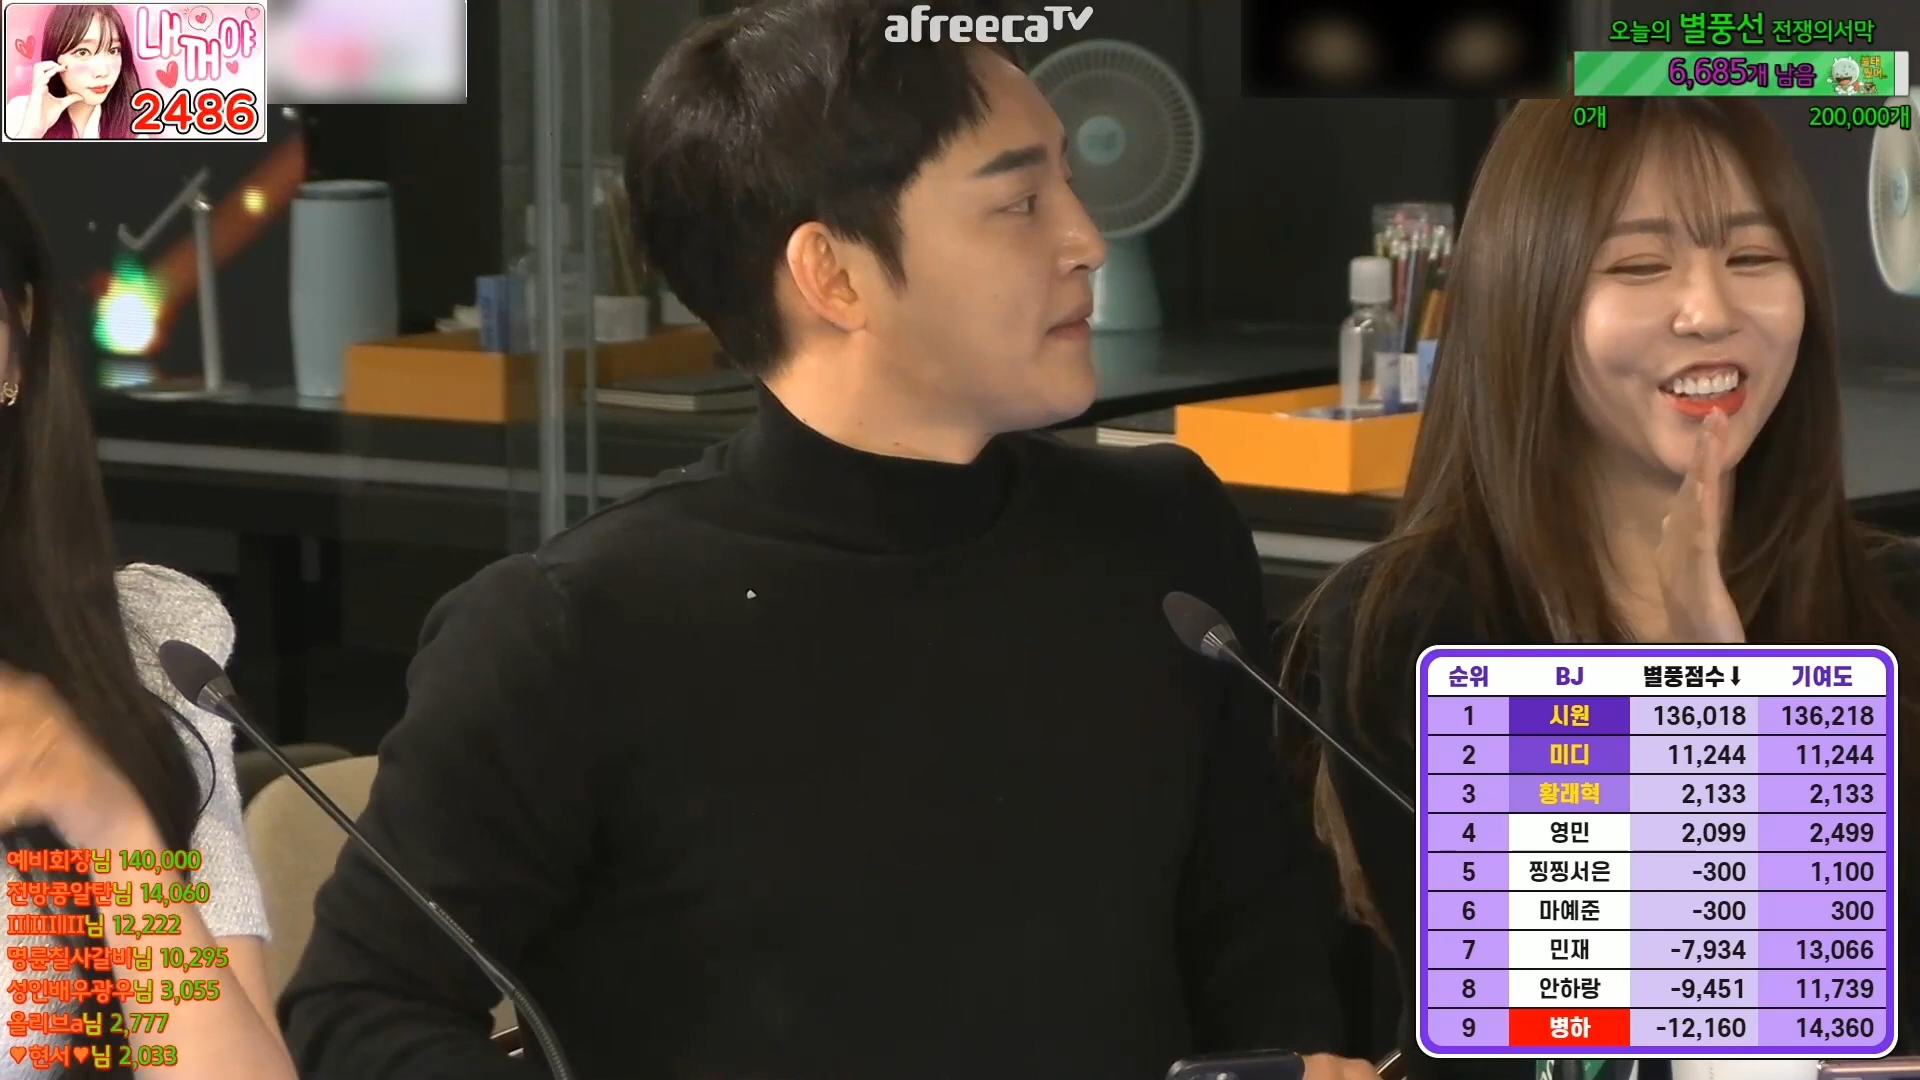 내꺼야
2486
afreecaTV
오늘의 별풍선 전쟁의서막
6,685개 남음
0개 200,000개
순위 BJ 별풍점수↓ 기여도
1 시원 136,018 136,218
2 미디 11,244 11,244
3 황래혁 2,133 2,133
4 영민 2,099 2,499
5 찡찡서은 -300 1,100
6 마예준 -300 300
7 민재 -7,934 13,066
8 안하랑 -9,451 11,739
9 병하 -12,160 14,360
예비회장님 140,000
전방콩알탄님 14,060
님 12,222
명륜칠사갈비님 10,295
성인배우광우님 3,055
올리브a님 2,777
♥현서♥님 2,033